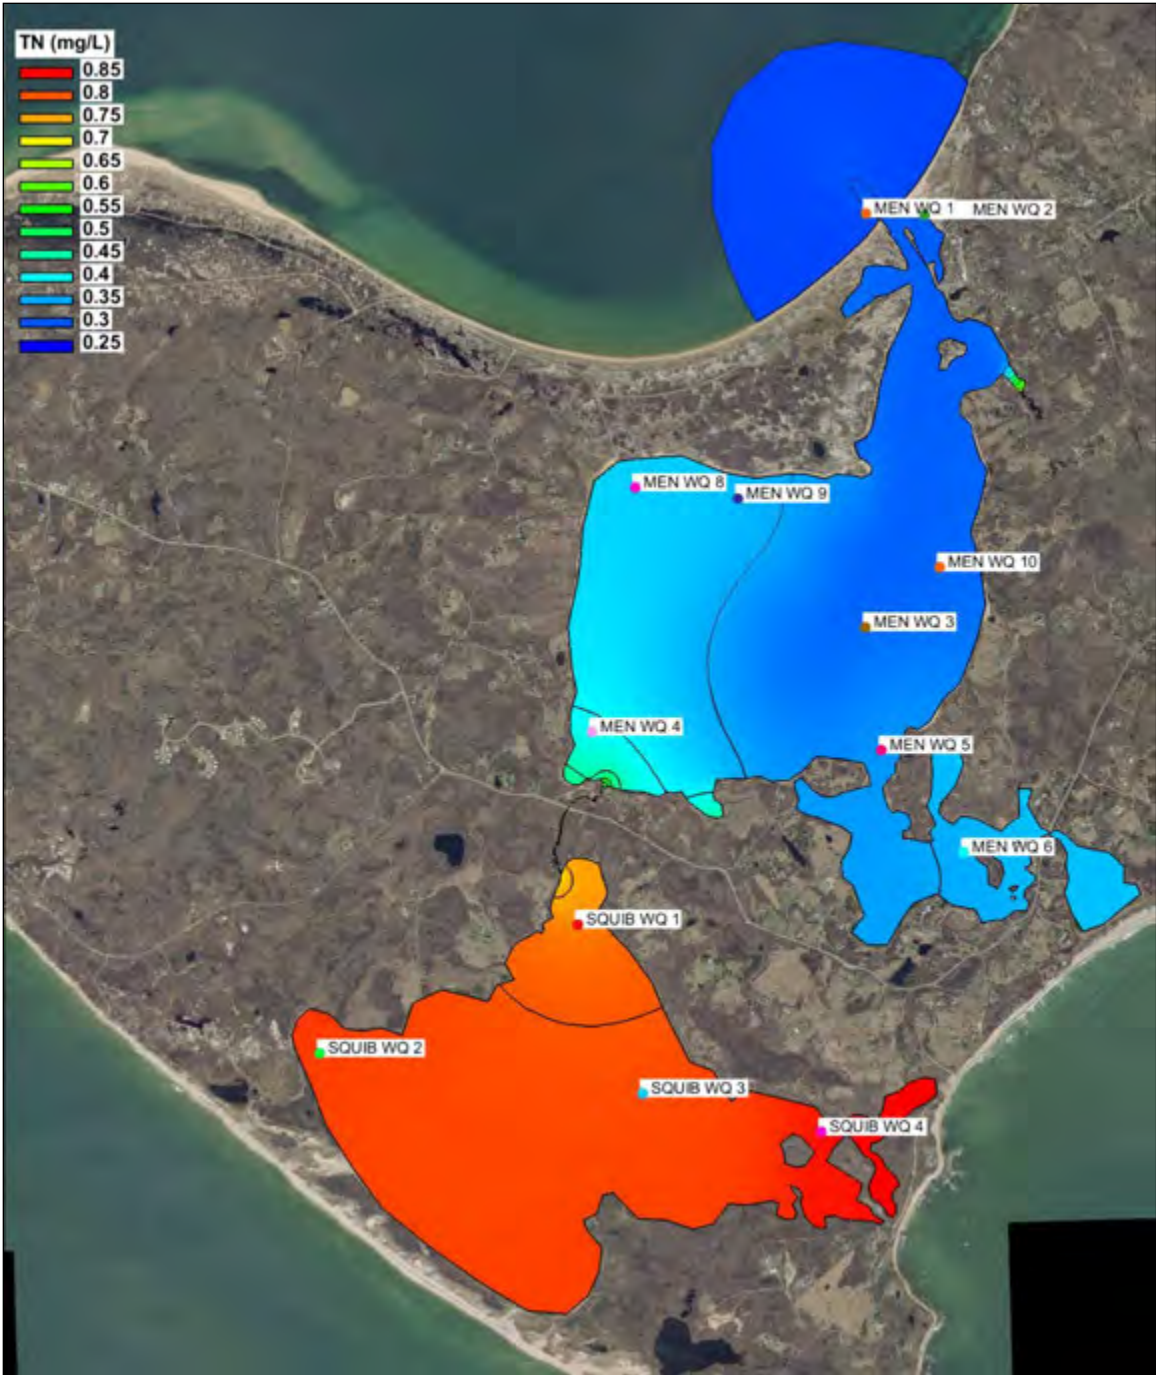 TN (mg/L)
0.85
0.8
0.75
0.7
0.65
0.6
0.55
0.5
0.45
0.4
0.35
0.3
0.25
MEN WQ 1
MEN WQ 2
MEN WQ 8
MEN WQ 9
MEN WQ 10
MEN WQ 3
MEN WQ 4
MEN WQ 5
MEN WQ 6
SQUIB WQ 1
SQUIB WQ 2
SQUIB WQ 3
SQUIB WQ 4